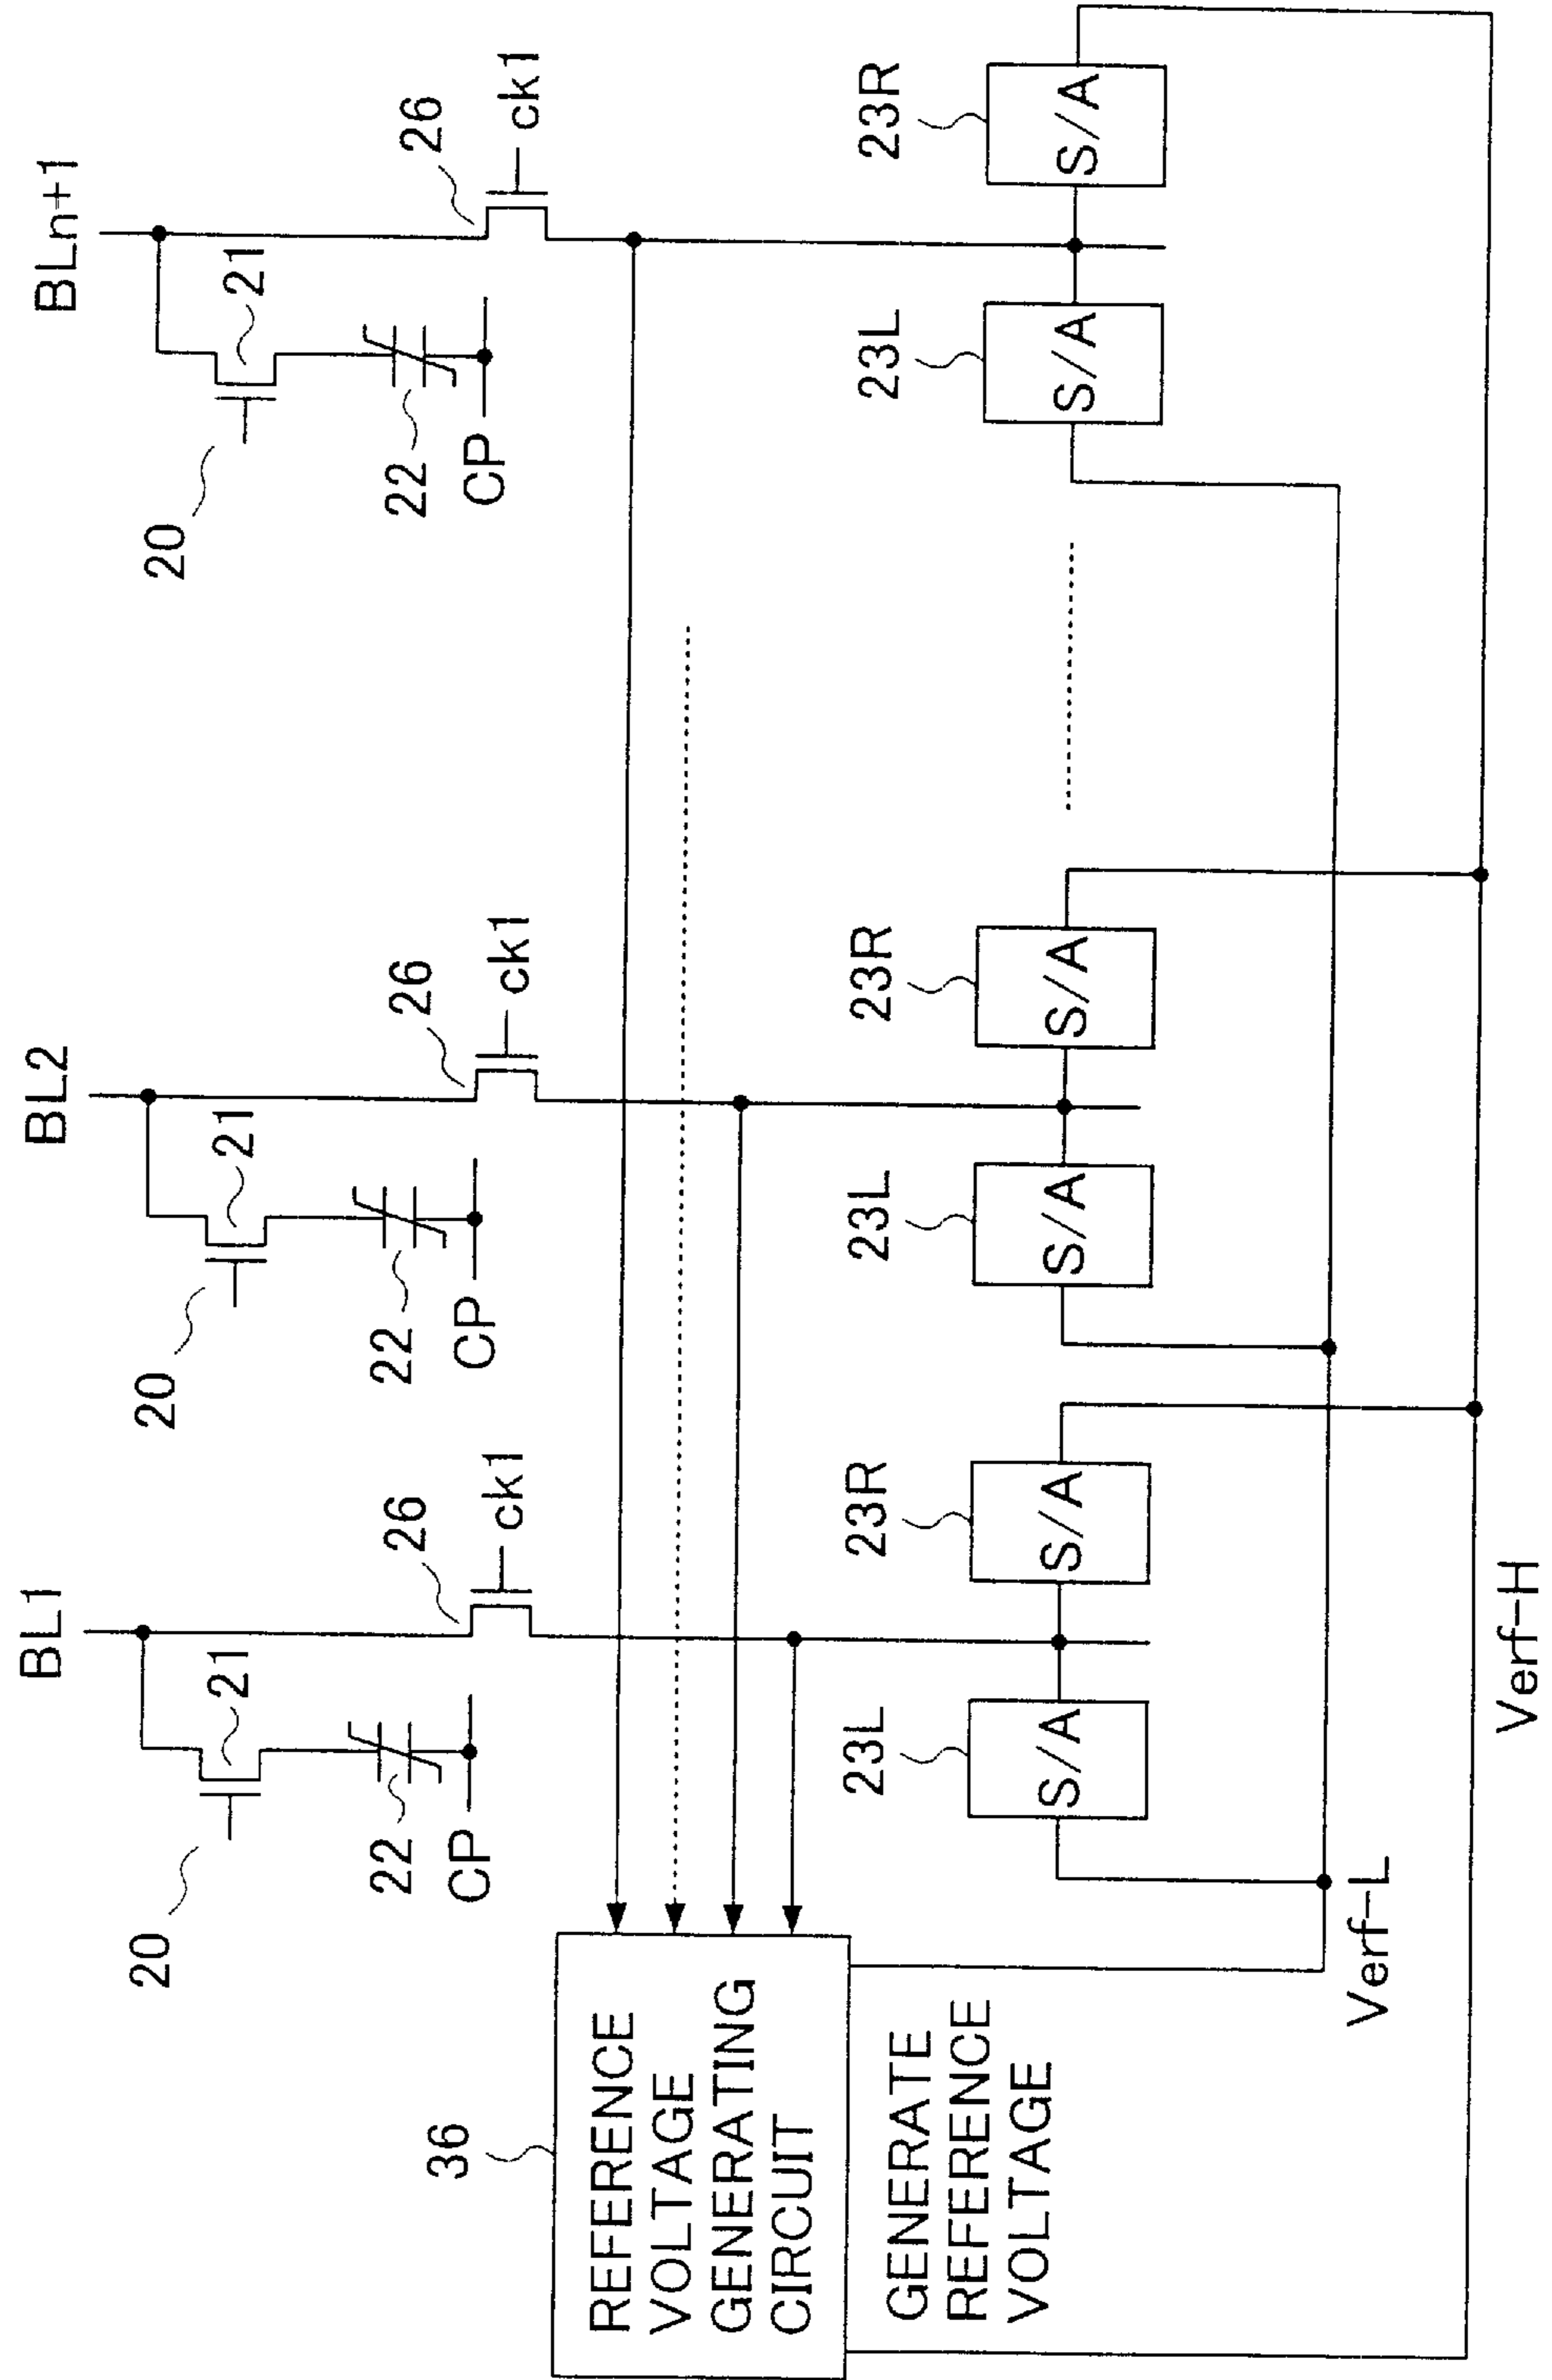 BL1
BL2
BLn+1
20
21
20
21
20
21
22
26
ck1
22
26
ck1
22
26
ck1
CP
CP
CP
36
REFERENCE
VOLTAGE
GENERATING
CIRCUIT
23L
23R
23L
23R
23L
23R
S/A
S/A
S/A
S/A
S/A
S/A
GENERATE
REFERENCE
VOLTAGE
Verf-L
Verf-H